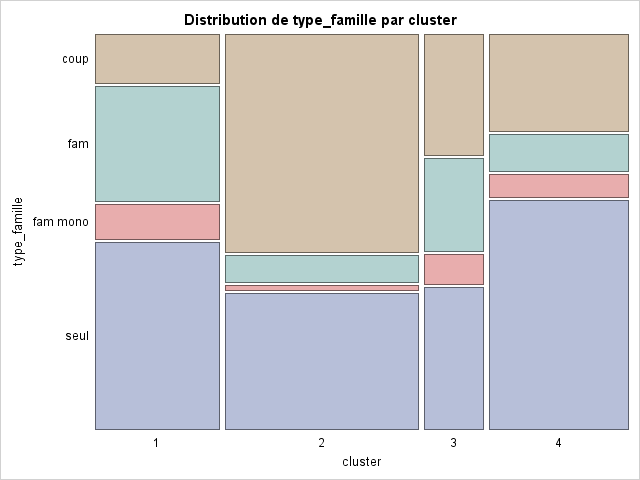 Distribution de type_famille par cluster
type_famille
coup
fam
fam mono
seul
1 2 3 4
cluster